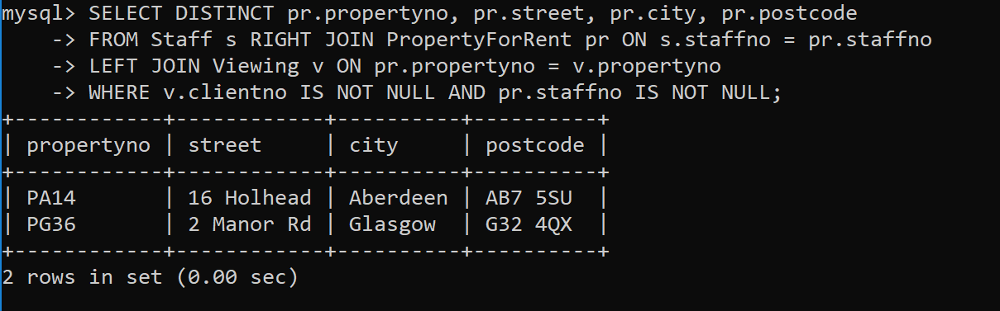 mysql> SELECT DISTINCT pr.propertyno, pr.street, pr.city, pr.postcode
    -> FROM Staff s RIGHT JOIN PropertyForRent pr ON s.staffno = pr.staffno
    -> LEFT JOIN Viewing v ON pr.propertyno = v.propertyno
    -> WHERE v.clientno IS NOT NULL AND pr.staffno IS NOT NULL;
+------------+------------+----------+----------+
| propertyno | street     | city     | postcode |
+------------+------------+----------+----------+
| PA14       | 16 Holhead | Aberdeen | AB7 5SU  |
| PG36       | 2 Manor Rd | Glasgow  | G32 4QX  |
+------------+------------+----------+----------+
2 rows in set (0.00 sec)